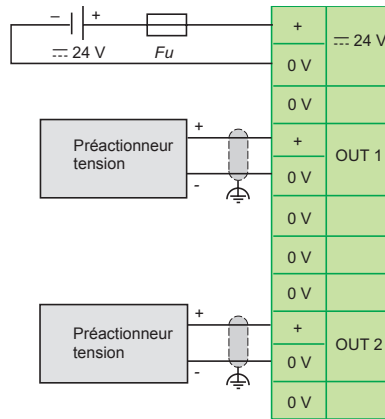 – + +
⎓ 24 V Fu ⎓ 24 V
0 V
0 V
Préactionneur
tension
+ +
OUT 1
- 0 V
0 V
0 V
0 V
Préactionneur
tension
+ +
OUT 2
- 0 V
0 V